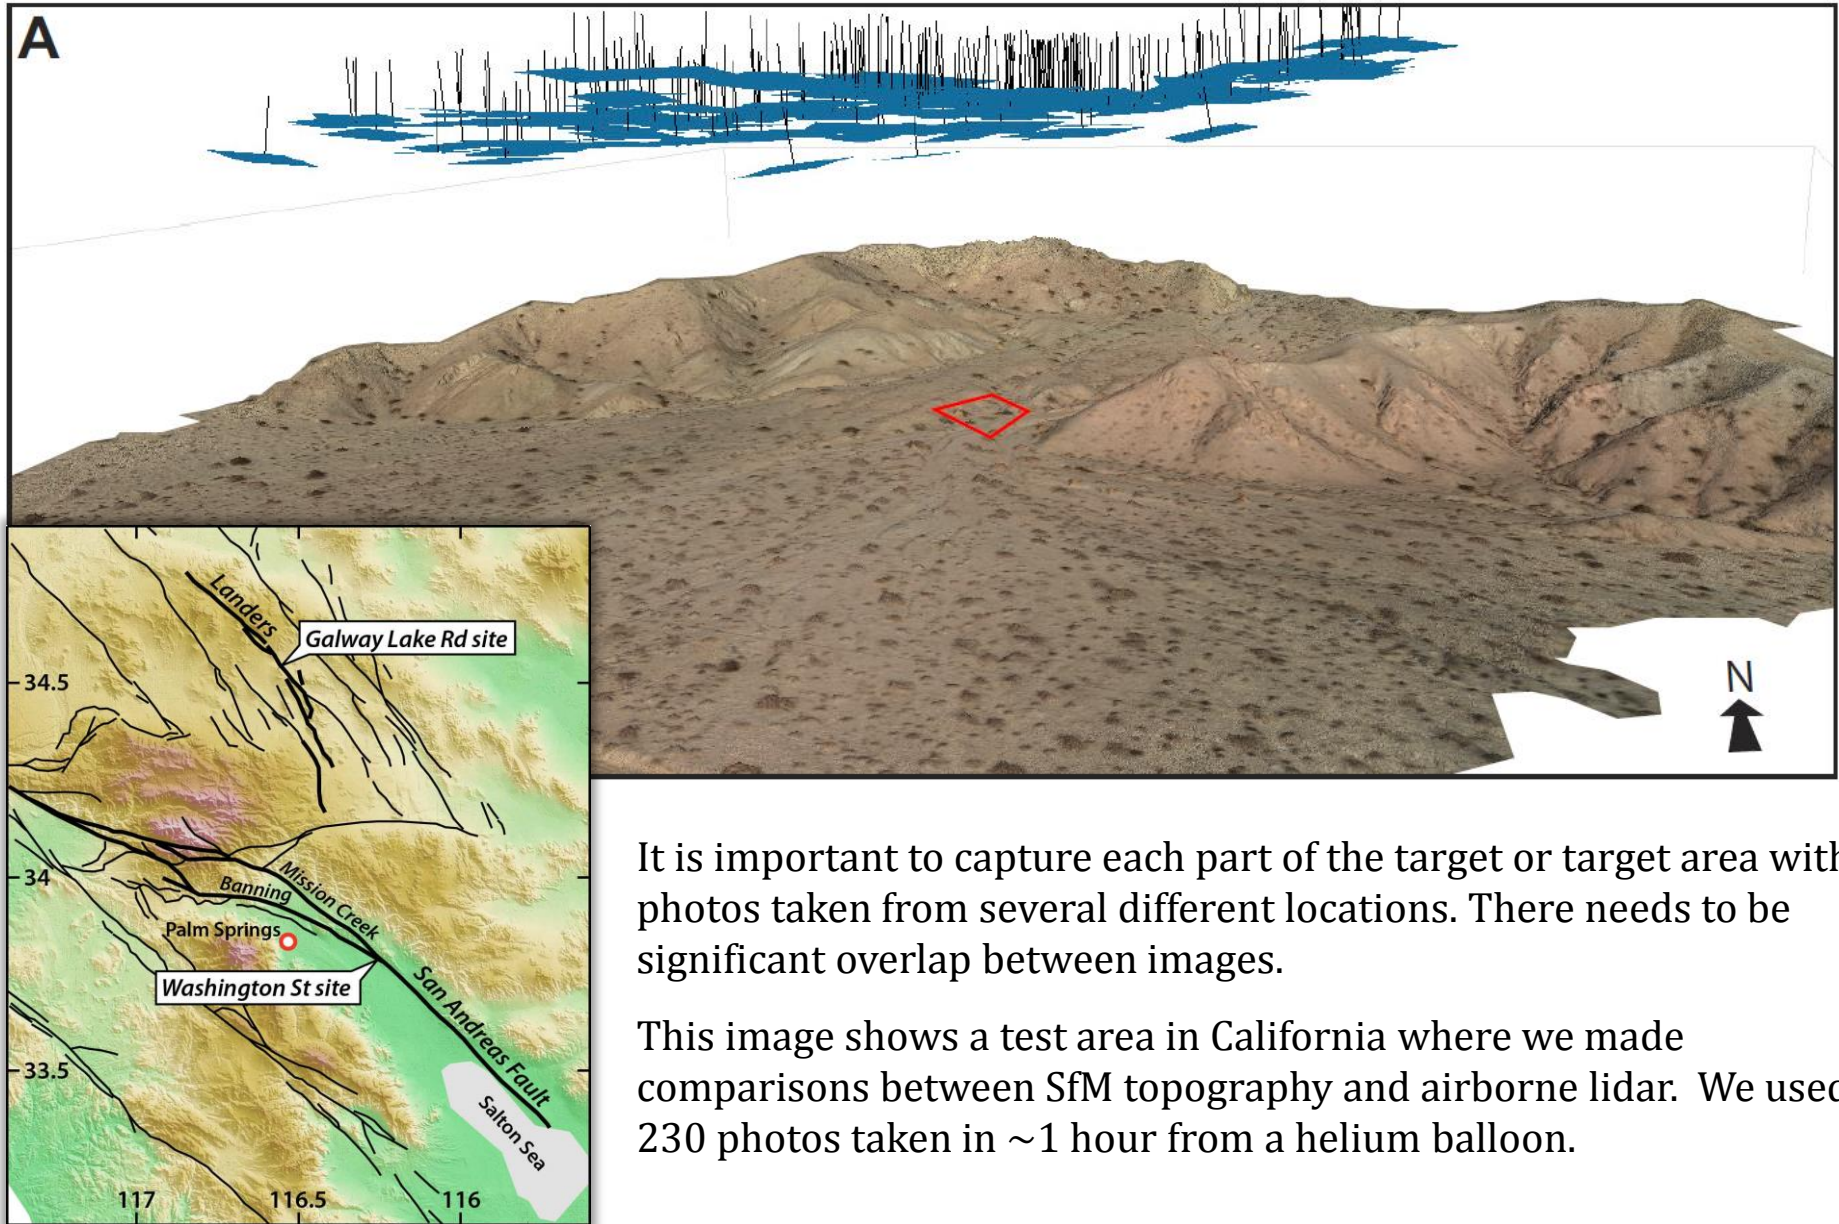 A
N
Landers
Galway Lake Rd site
34.5
34
Mission Creek
Banning
Palm Springs
Washington St site
San Andreas Fault
33.5
Salton Sea
117
116.5
116
It is important to capture each part of the target or target area with
photos taken from several different locations. There needs to be
significant overlap between images.
This image shows a test area in California where we made
comparisons between SfM topography and airborne lidar. We used
230 photos taken in ~1 hour from a helium balloon.